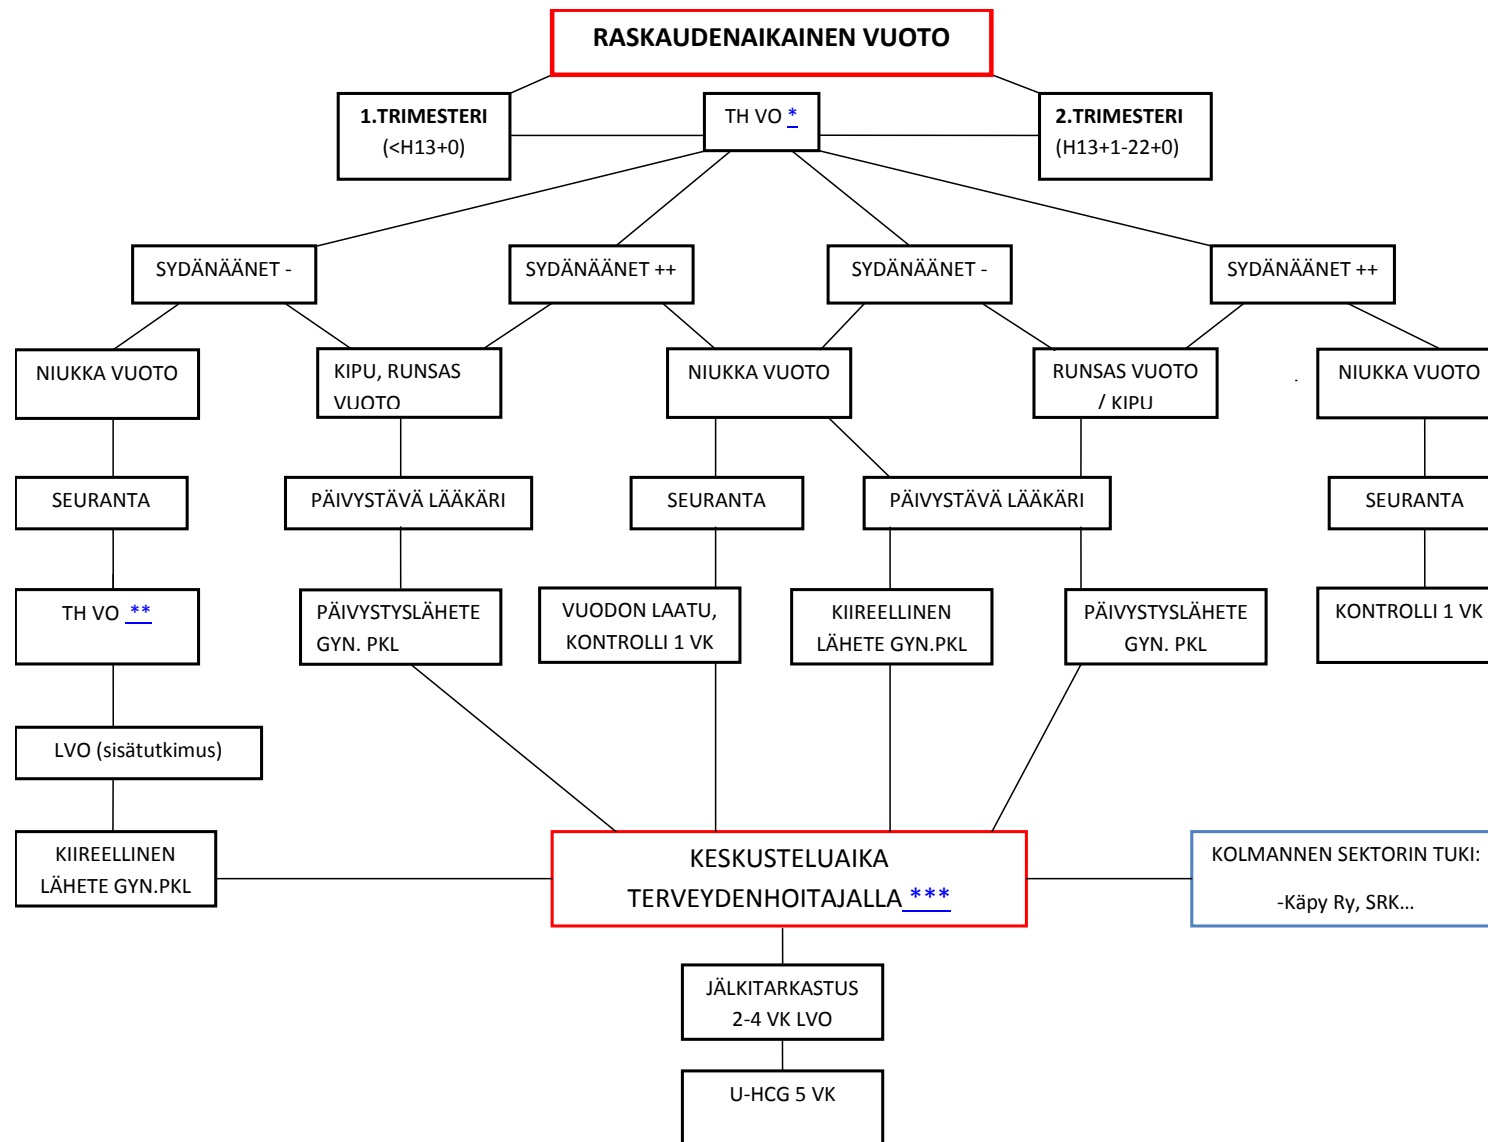 RASKAUDENAIKAINEN VUOTO
1.TRIMESTERI
(<H13+0)
TH VO *
2.TRIMESTERI
(H13+1-22+0)
SYDÄNÄÄNET -
SYDÄNÄÄNET ++
SYDÄNÄÄNET -
SYDÄNÄÄNET ++
NIUKKA VUOTO
KIPU, RUNSAS
VUOTO
NIUKKA VUOTO
RUNSAS VUOTO
/ KIPU
.
NIUKKA VUOTO
SEURANTA
PÄIVYSTÄVÄ LÄÄKÄRI
SEURANTA
PÄIVYSTÄVÄ LÄÄKÄRI
SEURANTA
TH VO **
PÄIVYSTYSLÄHETE
GYN. PKL
VUODON LAATU,
KONTROLLI 1 VK
KIIREELLINEN
LÄHETE GYN.PKL
PÄIVYSTYSLÄHETE
GYN. PKL
KONTROLLI 1 VK
LVO (sisätutkimus)
KIIREELLINEN
LÄHETE GYN.PKL
KESKUSTELUAIKA
TERVEYDENHOITAJALLA ***
KOLMANNEN SEKTORIN TUKI:
-Käpy Ry, SRK...
JÄLKITARKASTUS
2-4 VK LVO
U-HCG 5 VK